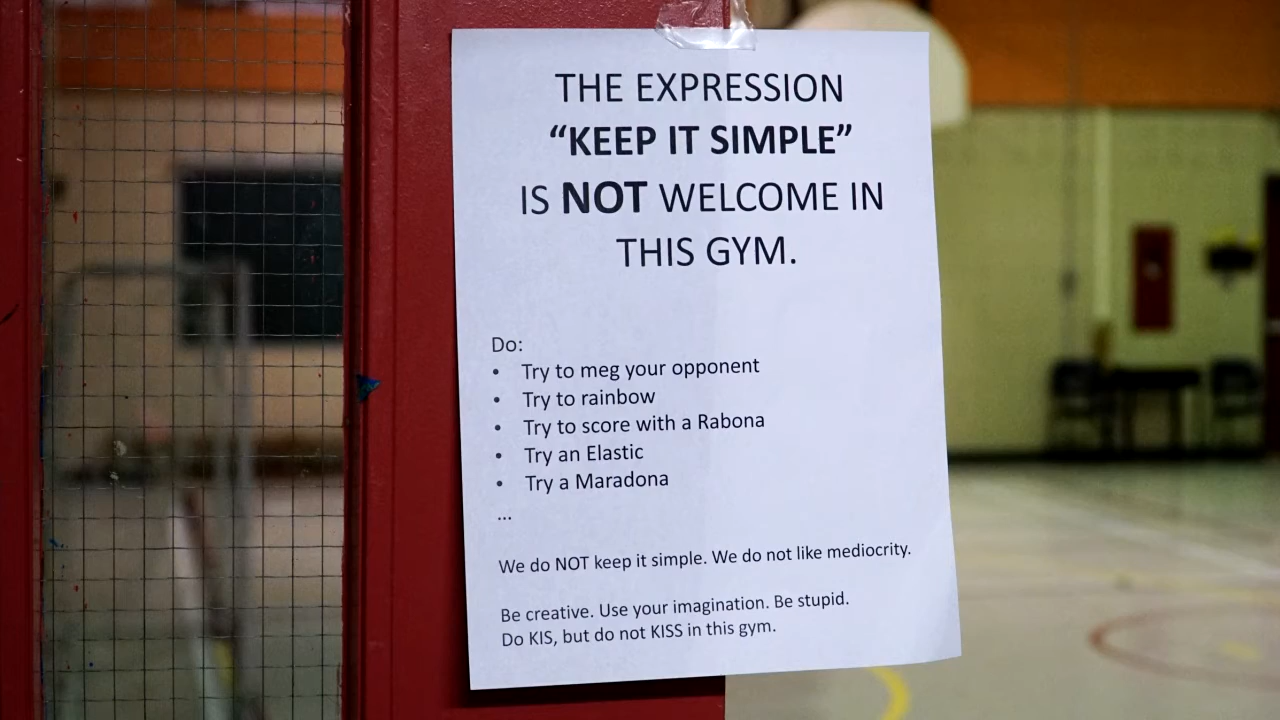 THE EXPRESSION
“KEEP IT SIMPLE”
IS NOT WELCOME IN
THIS GYM.
Do:
• Try to meg your opponent
• Try to rainbow
• Try to score with a Rabona
• Try an Elastic
• Try a Maradona
...
We do NOT keep it simple. We do not like mediocrity.
Be creative. Use your imagination. Be stupid.
Do KIS, but do not KISS in this gym.